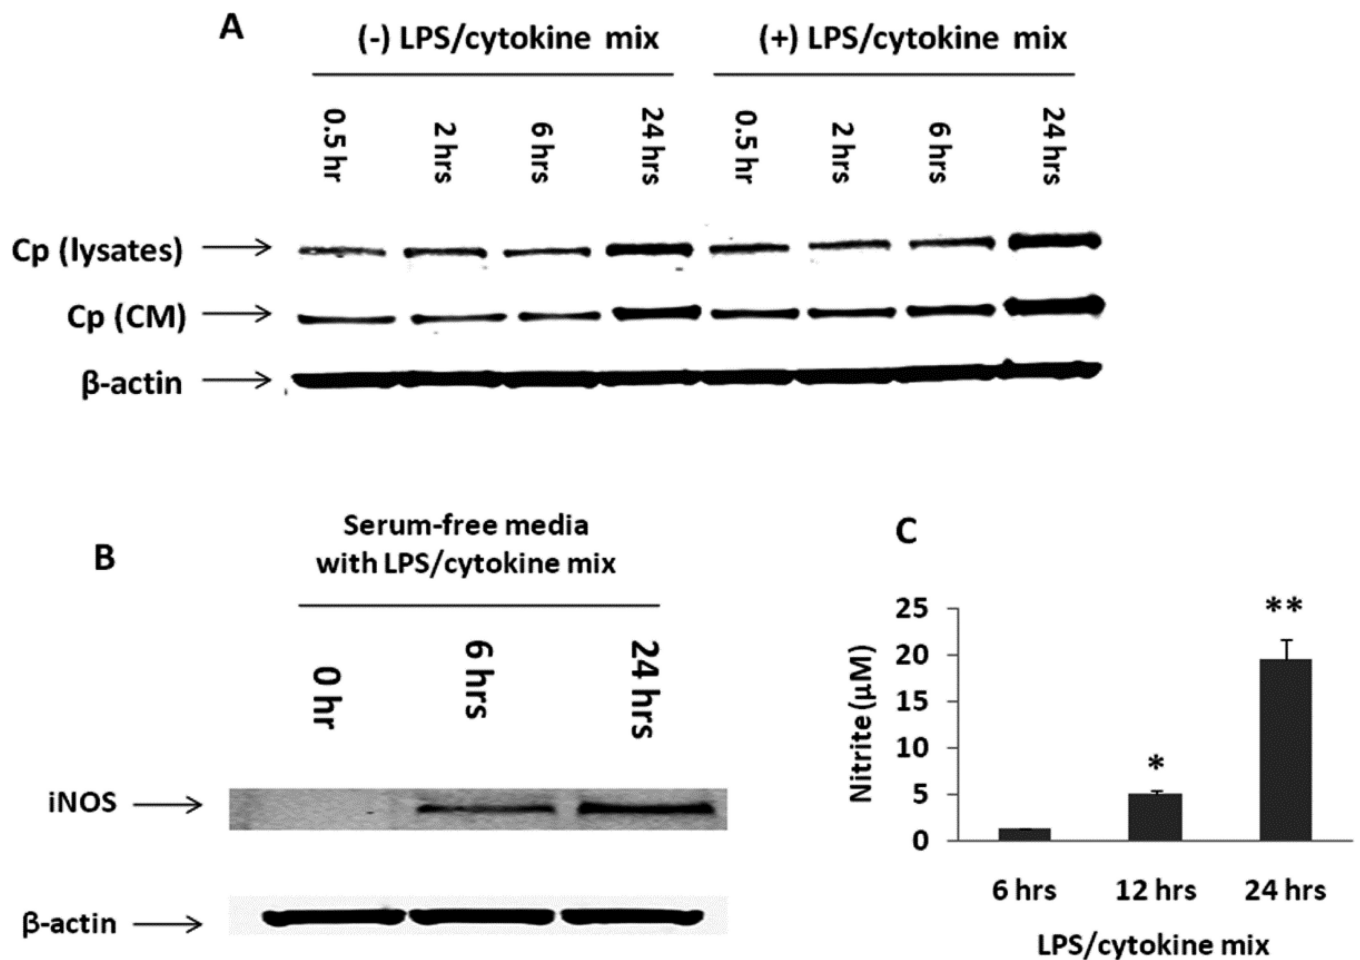 A
(-) LPS/cytokine mix
(+) LPS/cytokine mix
0.5 hr
2 hrs
6 hrs
24 hrs
0.5 hr
2 hrs
6 hrs
24 hrs
Cp (lysates)
Cp (CM)
β-actin
B
Serum-free media
with LPS/cytokine mix
0 hr
6 hrs
24 hrs
iNOS
β-actin
C
Nitrite (µM)
25
20
15
10
5
0
*
**
6 hrs
12 hrs
24 hrs
LPS/cytokine mix